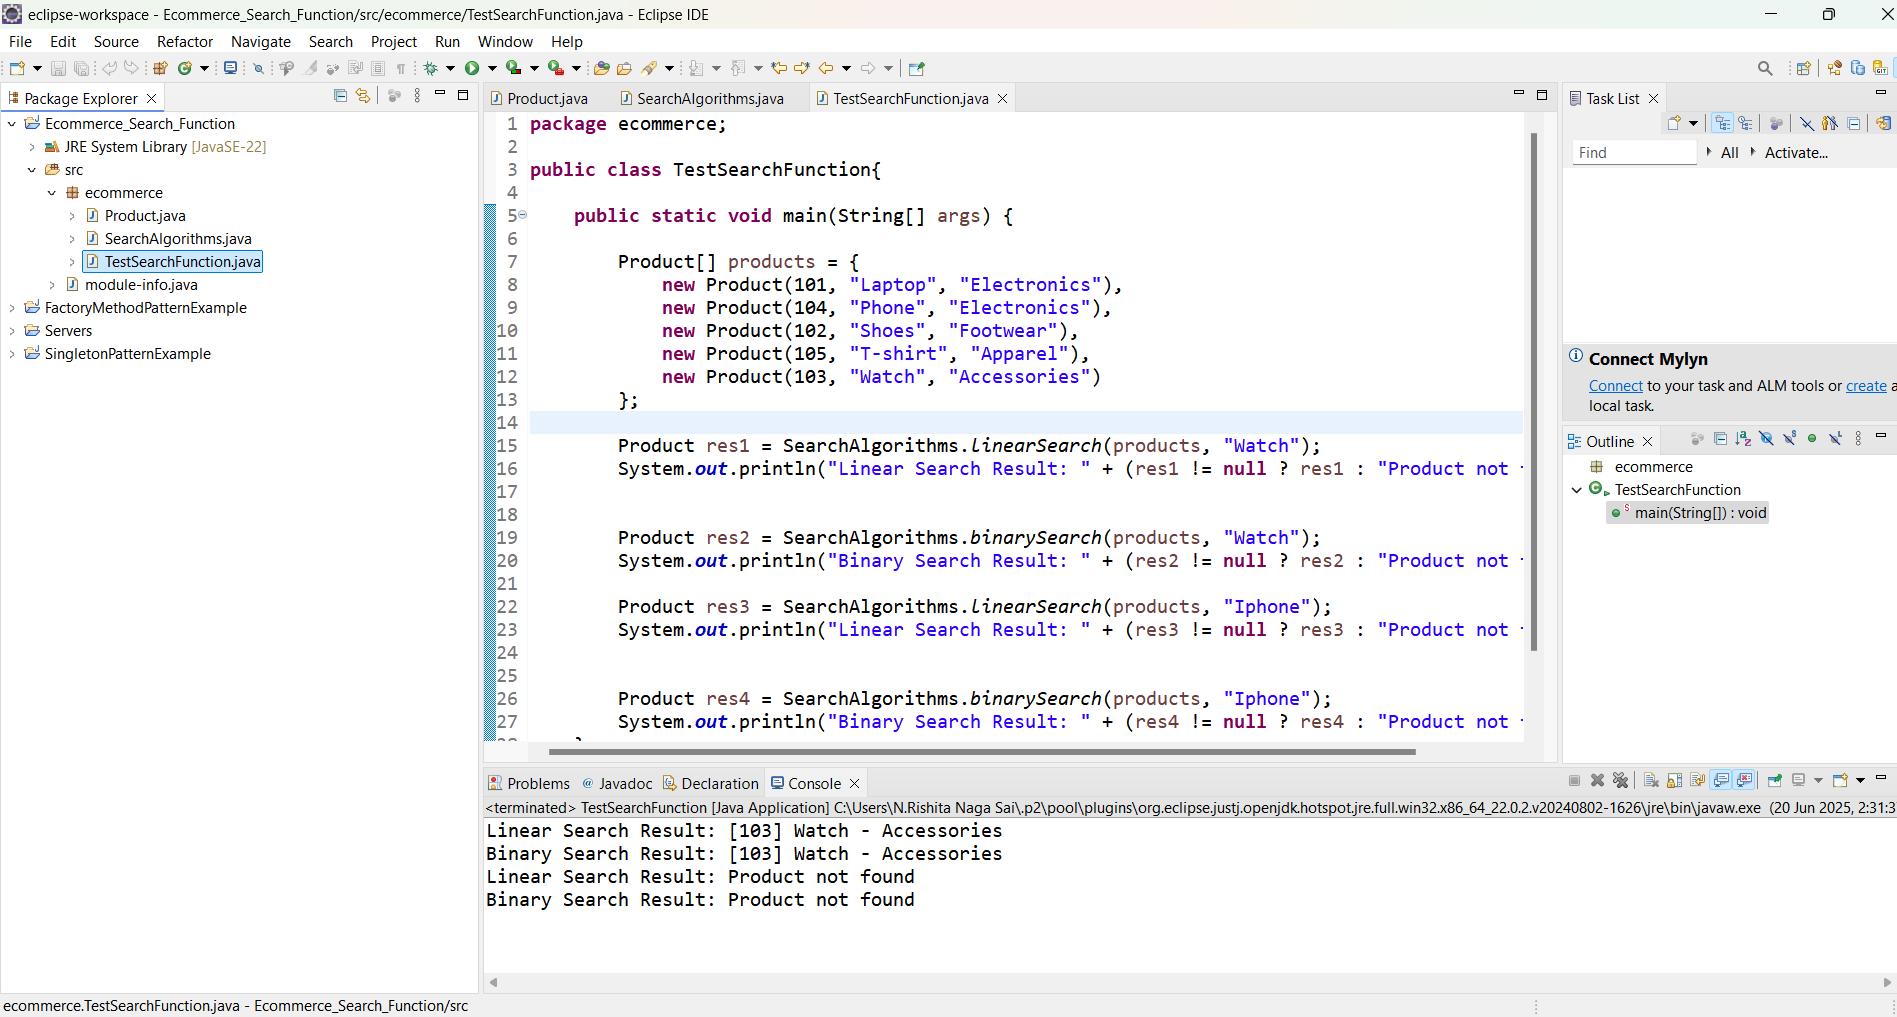 eclipse-workspace - Ecommerce_Search_Function/src/ecommerce/TestSearchFunction.java - Eclipse IDE
File Edit Source Refactor Navigate Search Project Run Window Help
Package Explorer
Ecommerce_Search_Function
JRE System Library [JavaSE-22]
src
ecommerce
Product.java
SearchAlgorithms.java
TestSearchFunction.java
module-info.java
FactoryMethodPatternExample
Servers
SingletonPatternExample
Product.java SearchAlgorithms.java TestSearchFunction.java
1 package ecommerce;
2
3 public class TestSearchFunction{
4
5 public static void main(String[] args) {
6
7 Product[] products = {
8 new Product(101, "Laptop", "Electronics"),
9 new Product(104, "Phone", "Electronics"),
10 new Product(102, "Shoes", "Footwear"),
11 new Product(105, "T-shirt", "Apparel"),
12 new Product(103, "Watch", "Accessories")
13 };
14
15 Product res1 = SearchAlgorithms.linearSearch(products, "Watch");
16 System.out.println("Linear Search Result: " + (res1 != null ? res1 : "Product not
17
18
19 Product res2 = SearchAlgorithms.binarySearch(products, "Watch");
20 System.out.println("Binary Search Result: " + (res2 != null ? res2 : "Product not
21
22 Product res3 = SearchAlgorithms.linearSearch(products, "Iphone");
23 System.out.println("Linear Search Result: " + (res3 != null ? res3 : "Product not
24
25
26 Product res4 = SearchAlgorithms.binarySearch(products, "Iphone");
27 System.out.println("Binary Search Result: " + (res4 != null ? res4 : "Product not
Task List
Find All Activate...
Connect Mylyn
Connect to your task and ALM tools or create a
local task.
Outline
ecommerce
TestSearchFunction
main(String[]) : void
Problems Javadoc Declaration Console
<terminated> TestSearchFunction [Java Application] C:\Users\N.Rishita Naga Sai\.p2\pool\plugins\org.eclipse.justj.openjdk.hotspot.jre.full.win32.x86_64_22.0.2.v20240802-1626\jre\bin\javaw.exe (20 Jun 2025, 2:31:3
Linear Search Result: [103] Watch - Accessories
Binary Search Result: [103] Watch - Accessories
Linear Search Result: Product not found
Binary Search Result: Product not found
ecommerce.TestSearchFunction.java - Ecommerce_Search_Function/src